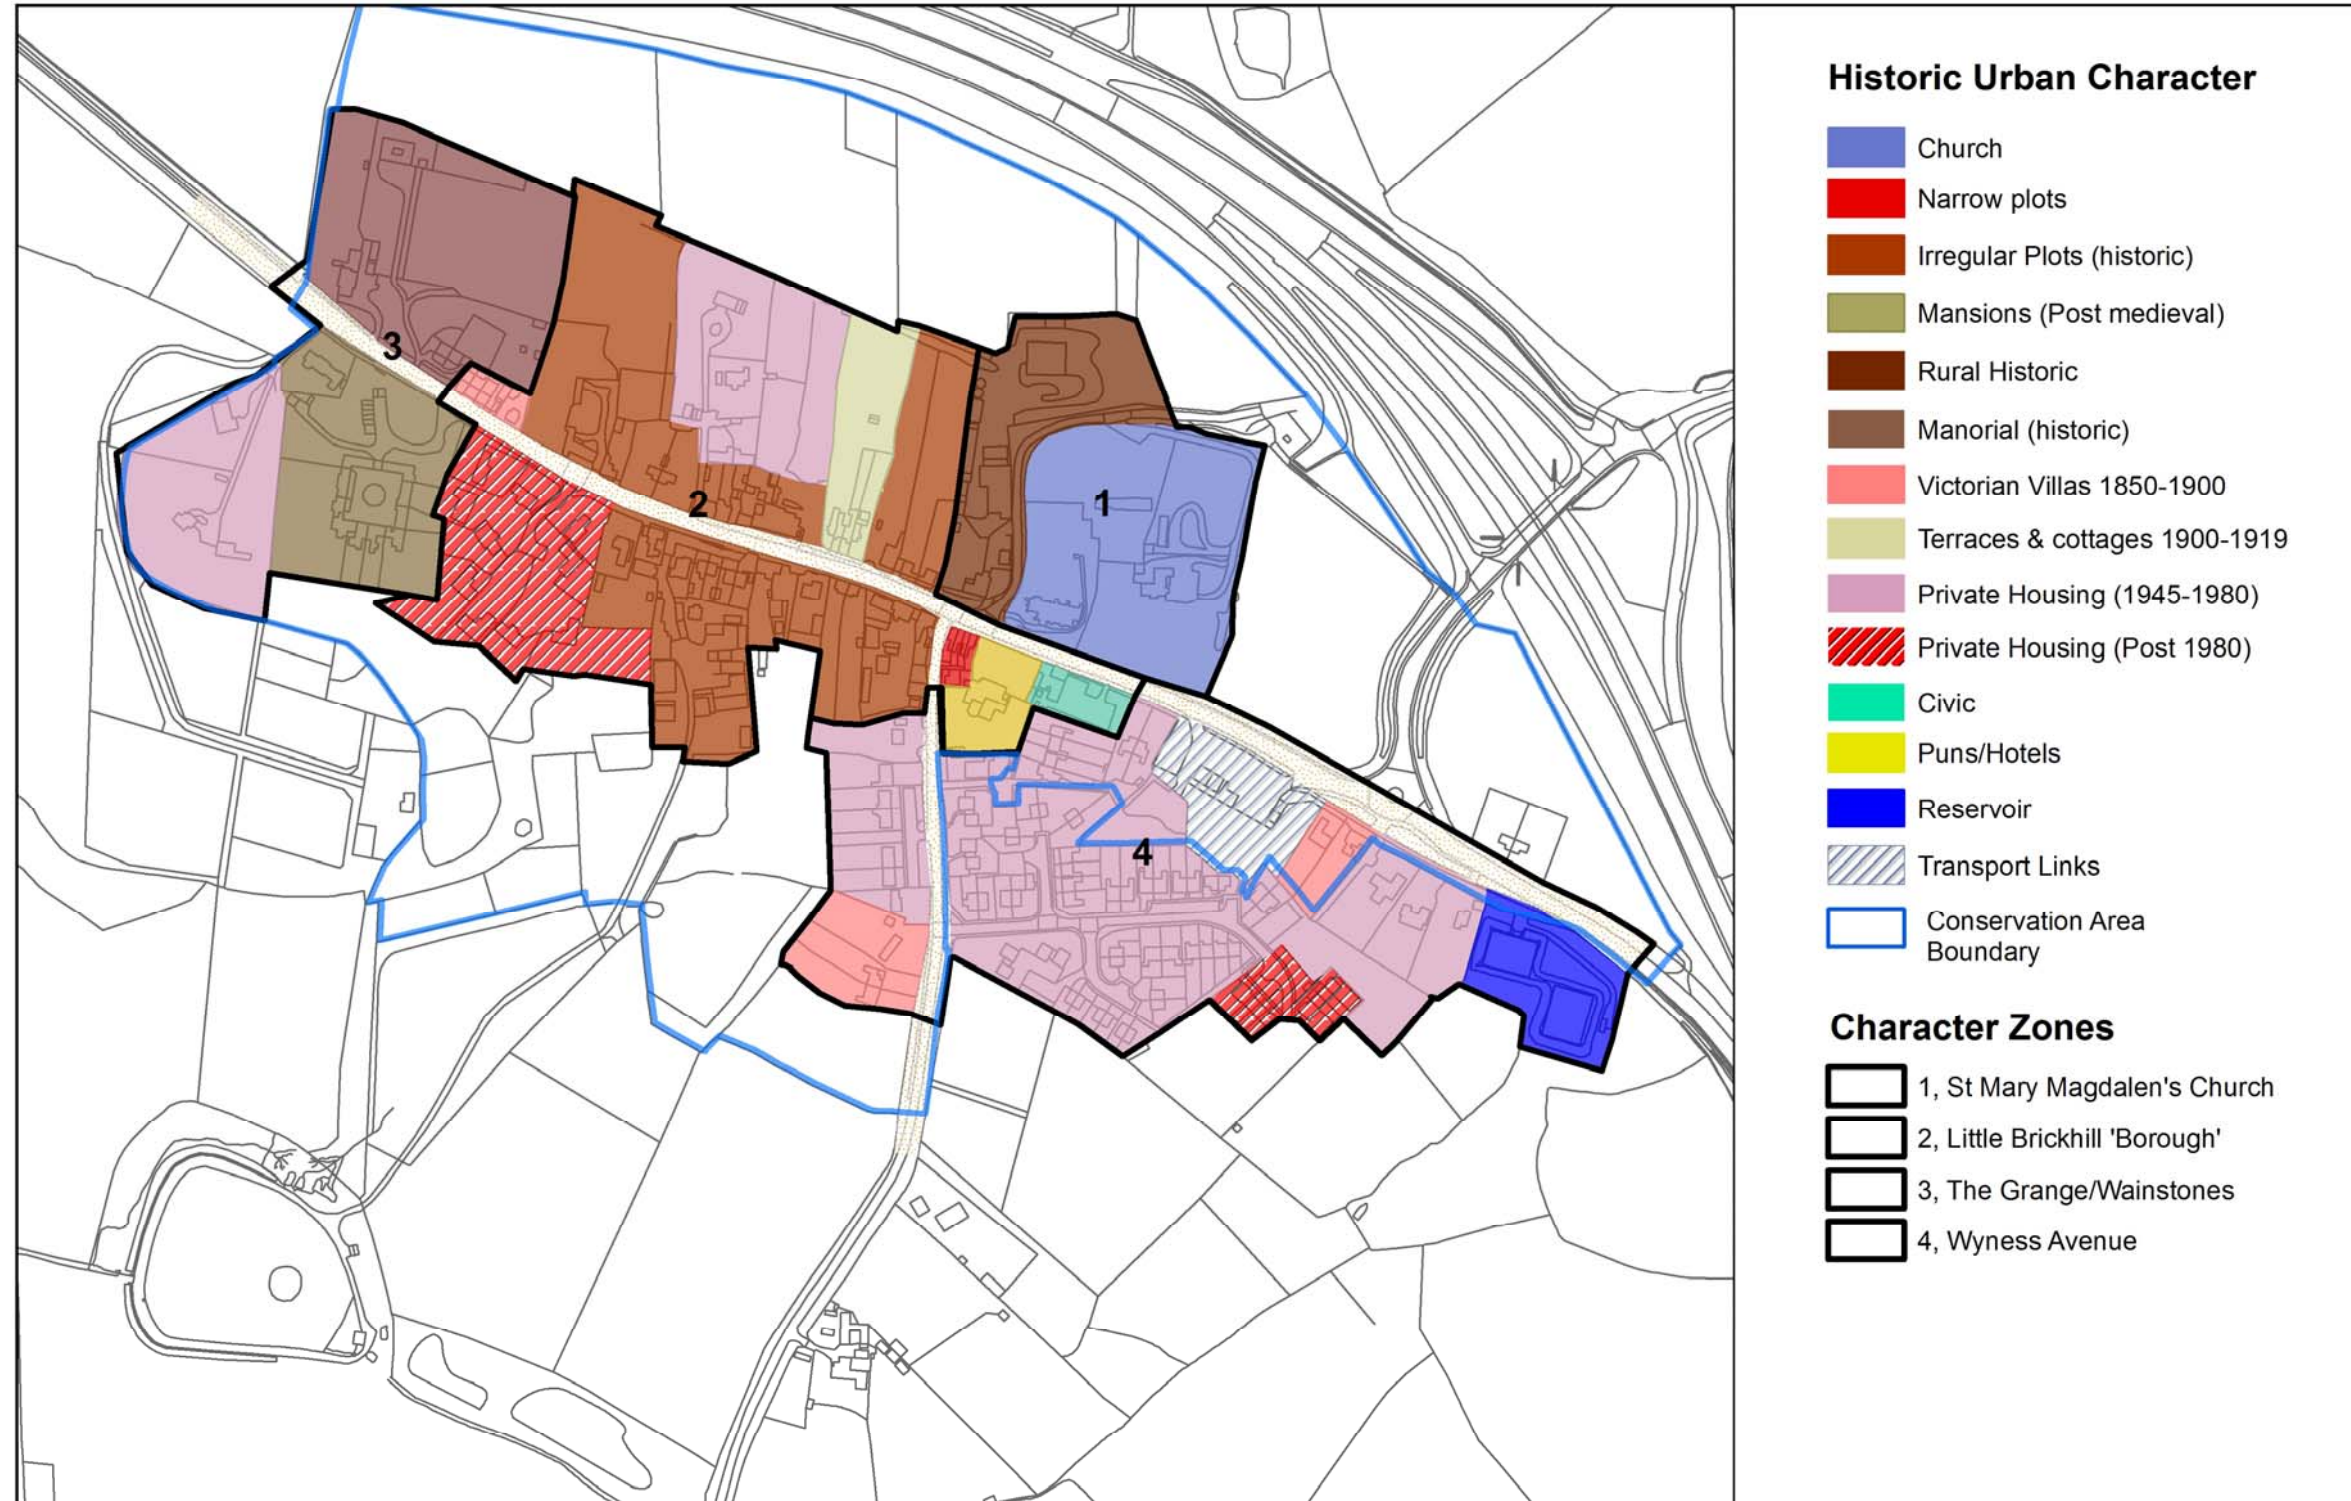 Historic Urban Character
Church
Narrow plots
Irregular Plots (historic)
Mansions (Post medieval)
Rural Historic
Manorial (historic)
Victorian Villas 1850-1900
Terraces & cottages 1900-1919
Private Housing (1945-1980)
Private Housing (Post 1980)
Civic
Puns/Hotels
Reservoir
Transport Links
Conservation Area
Boundary
Character Zones
1, St Mary Magdalen's Church
2, Little Brickhill 'Borough'
3, The Grange/Wainstones
4, Wyness Avenue
3
2
1
4